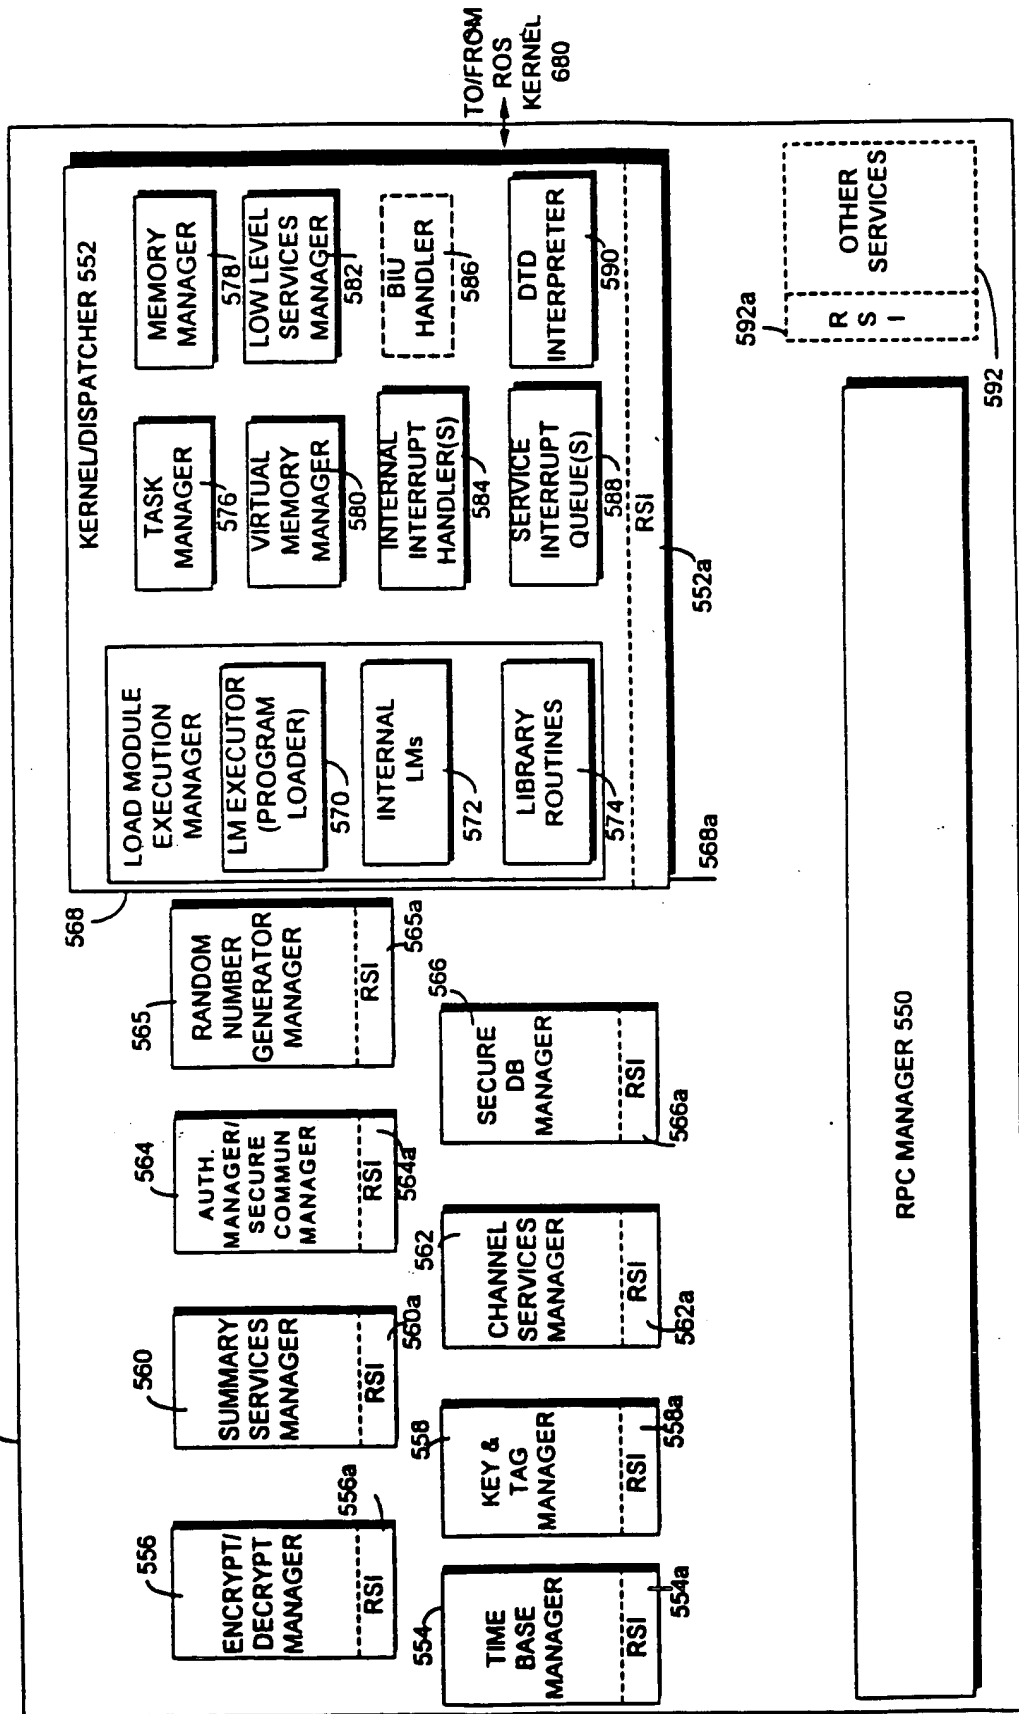 TO/FROM
ROS
KERNEL
680
KERNEL/DISPATCHER 552
LOAD MODULE
EXECUTION
MANAGER
LM EXECUTOR
(PROGRAM
LOADER)
570
INTERNAL
LMs
572
LIBRARY
ROUTINES
574
568
568a
TASK
MANAGER
576
MEMORY
MANAGER
578
VIRTUAL
MEMORY
MANAGER
580
LOW LEVEL
SERVICES
MANAGER
582
INTERNAL
INTERRUPT
HANDLER(S)
584
BIU
HANDLER
586
SERVICE
INTERRUPT
QUEUE(S)
588
DTD
INTERPRETER
590
RSI
552a
556
ENCRYPT/
DECRYPT
MANAGER
RSI
556a
560
SUMMARY
SERVICES
MANAGER
RSI
560a
564
AUTH.
MANAGER/
SECURE
COMMUN
MANAGER
RSI
564a
565
RANDOM
NUMBER
GENERATOR
MANAGER
RSI
565a
554
TIME
BASE
MANAGER
RSI
554a
558
KEY &
TAG
MANAGER
RSI
558a
562
CHANNEL
SERVICES
MANAGER
RSI
562a
566
SECURE
DB
MANAGER
RSI
566a
RPC MANAGER 550
592a
R
S
I
OTHER
SERVICES
592